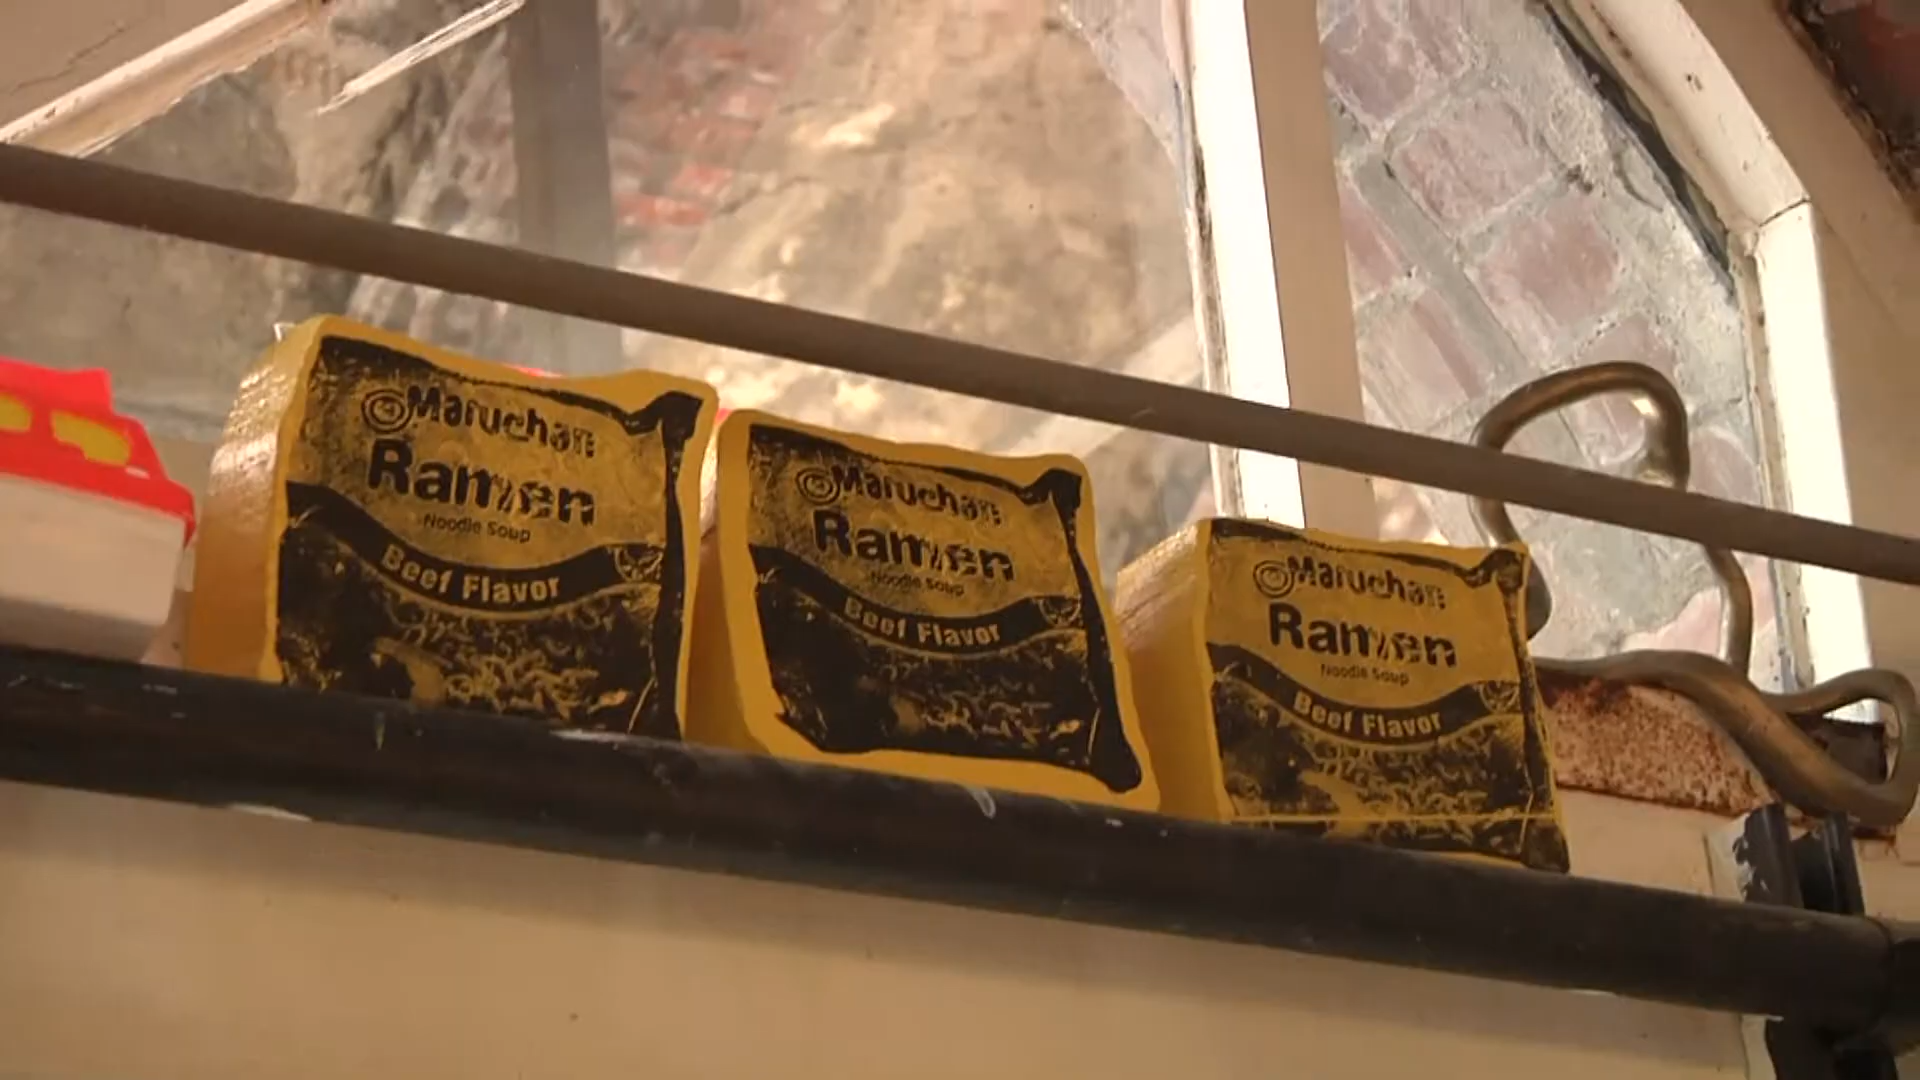 Maruchan
Ramen
Noodle Soup
Beef Flavor
Maruchan
Ramen
Noodle Soup
Beef Flavor
Maruchan
Ramen
Noodle Soup
Beef Flavor